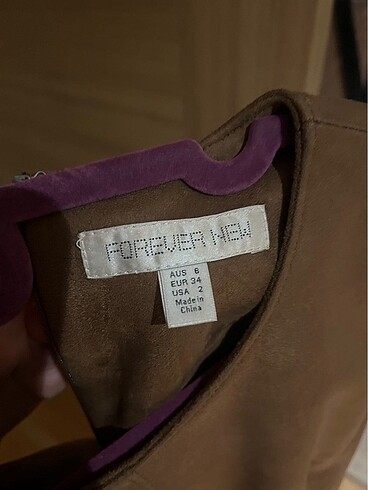 FOREVER NEW
AUS 6
EUR 34
USA 2
Made in
China